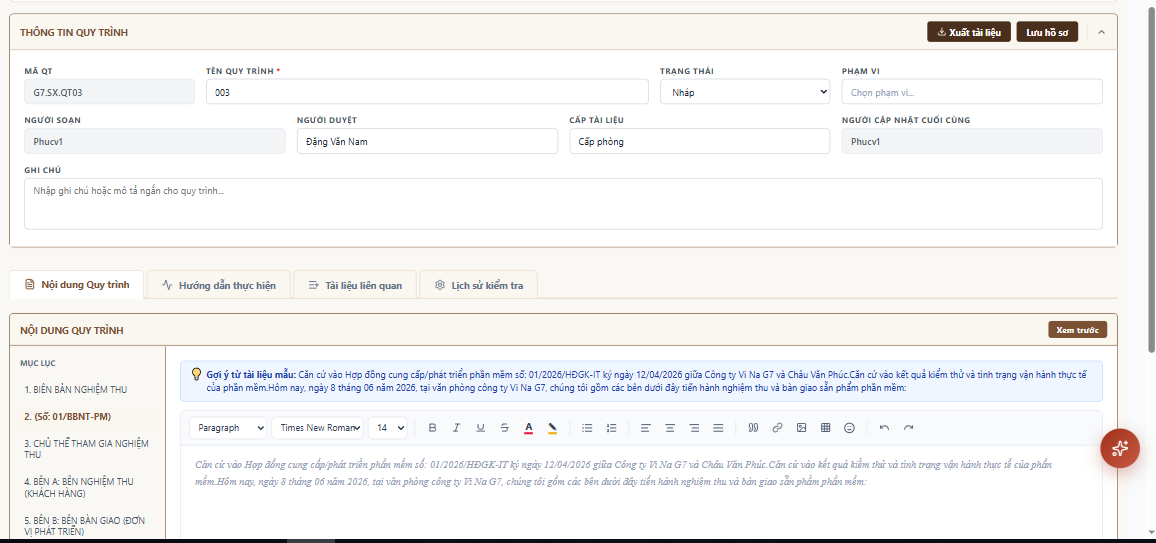 THÔNG TIN QUY TRÌNH
Xuất tài liệu
Lưu hồ sơ
MÃ QT
TÊN QUY TRÌNH *
TRẠNG THÁI
PHẠM VI
G7.SX.QT03
003
Nháp
Chọn phạm vi...
NGƯỜI SOẠN
NGƯỜI DUYỆT
CẤP TÀI LIỆU
NGƯỜI CẬP NHẬT CUỐI CÙNG
Phucv1
Đặng Văn Nam
Cấp phòng
Phucv1
GHI CHÚ
Nhập ghi chú hoặc mô tả ngắn cho quy trình...
Nội dung Quy trình
Hướng dẫn thực hiện
Tài liệu liên quan
Lịch sử kiểm tra
NỘI DUNG QUY TRÌNH
Xem trước
MỤC LỤC
1. BIÊN BẢN NGHIỆM THU
2. (Số: 01/BBNT-PM)
3. CHỦ THỂ THAM GIA NGHIỆM
THU
4. BÊN A: BÊN NGHIỆM THU
(KHÁCH HÀNG)
5. BÊN B: BÊN BÀN GIAO (ĐƠN
VỊ PHÁT TRIỂN)
Gợi ý từ tài liệu mẫu: Căn cứ vào Hợp đồng cung cấp/phát triển phần mềm số: 01/2026/HĐGK-IT ký ngày 12/04/2026 giữa Công ty Vi Na G7 và Châu Văn Phúc.Căn cứ vào kết quả kiểm thử và tình trạng vận hành thực tế
của phần mềm.Hôm nay, ngày 8 tháng 06 năm 2026, tại văn phòng công ty Vi Na G7, chúng tôi gồm các bên dưới đây tiến hành nghiệm thu và bàn giao sản phẩm phần mềm:
Paragraph
Times New Roman
14
B I U S A
Căn cứ vào Hợp đồng cung cấp/phát triển phần mềm số: 01/2026/HĐGK-IT ký ngày 12/04/2026 giữa Công ty Vi Na G7 và Châu Văn Phúc.Căn cứ vào kết quả kiểm thử và tình trạng vận hành thực tế của phần
mềm.Hôm nay, ngày 8 tháng 06 năm 2026, tại văn phòng công ty Vi Na G7, chúng tôi gồm các bên dưới đây tiến hành nghiệm thu và bàn giao sản phẩm phần mềm: